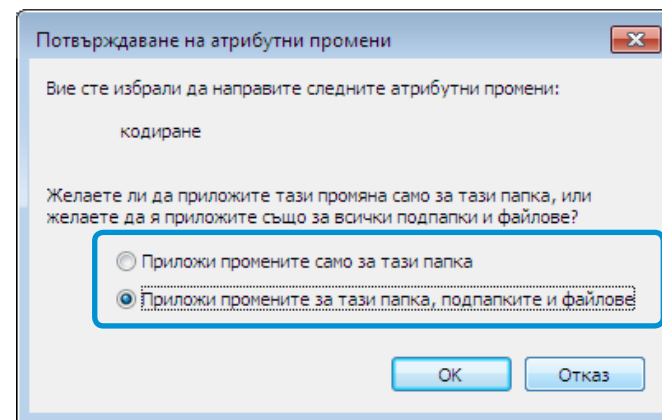 Потвърждаване на атрибутни промени
Вие сте избрали да направите следните атрибутни промени:
кодиране
Желаете ли да приложите тази промяна само за тази папка, или
желаете да я приложите също за всички подпапки и файлове?
Приложи промените само за тази папка
Приложи промените за тази папка, подпапките и файлове
OK
Отказ